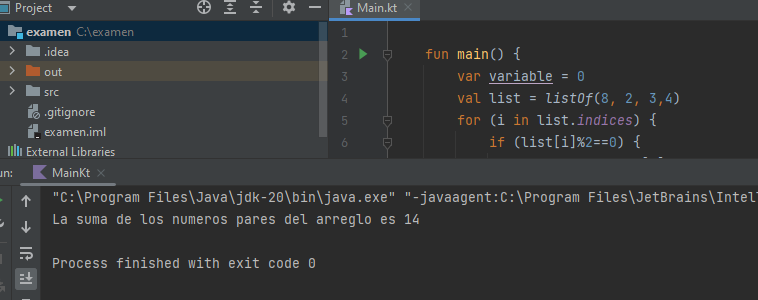 Project
Main.kt
examen C:\examen
.idea
out
src
.gitignore
examen.iml
External Libraries
1
2 fun main() {
3 var variable = 0
4 val list = listOf(8, 2, 3,4)
5 for (i in list.indices) {
6 if (list[i]%2==0) {
un: MainKt
"C:\Program Files\Java\jdk-20\bin\java.exe" "-javaagent:C:\Program Files\JetBrains\Intel
La suma de los numeros pares del arreglo es 14
Process finished with exit code 0